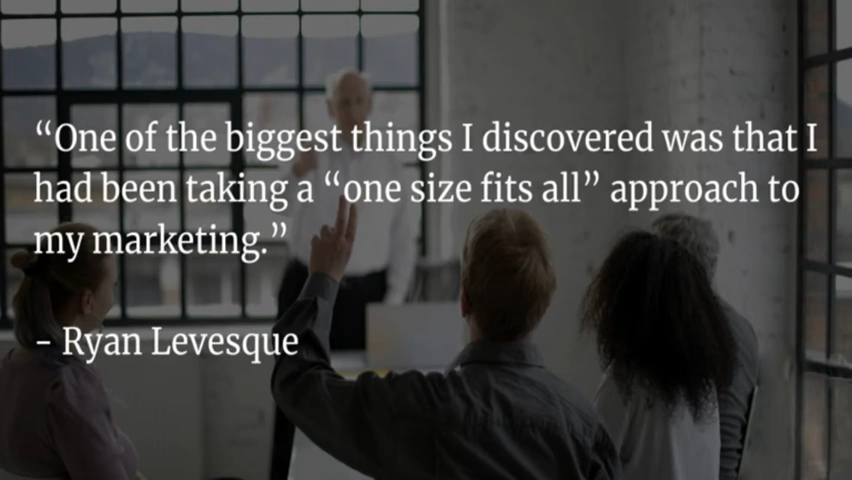 “One of the biggest things I discovered was that I
had been taking a “one size fits all” approach to
my marketing.”
- Ryan Levesque